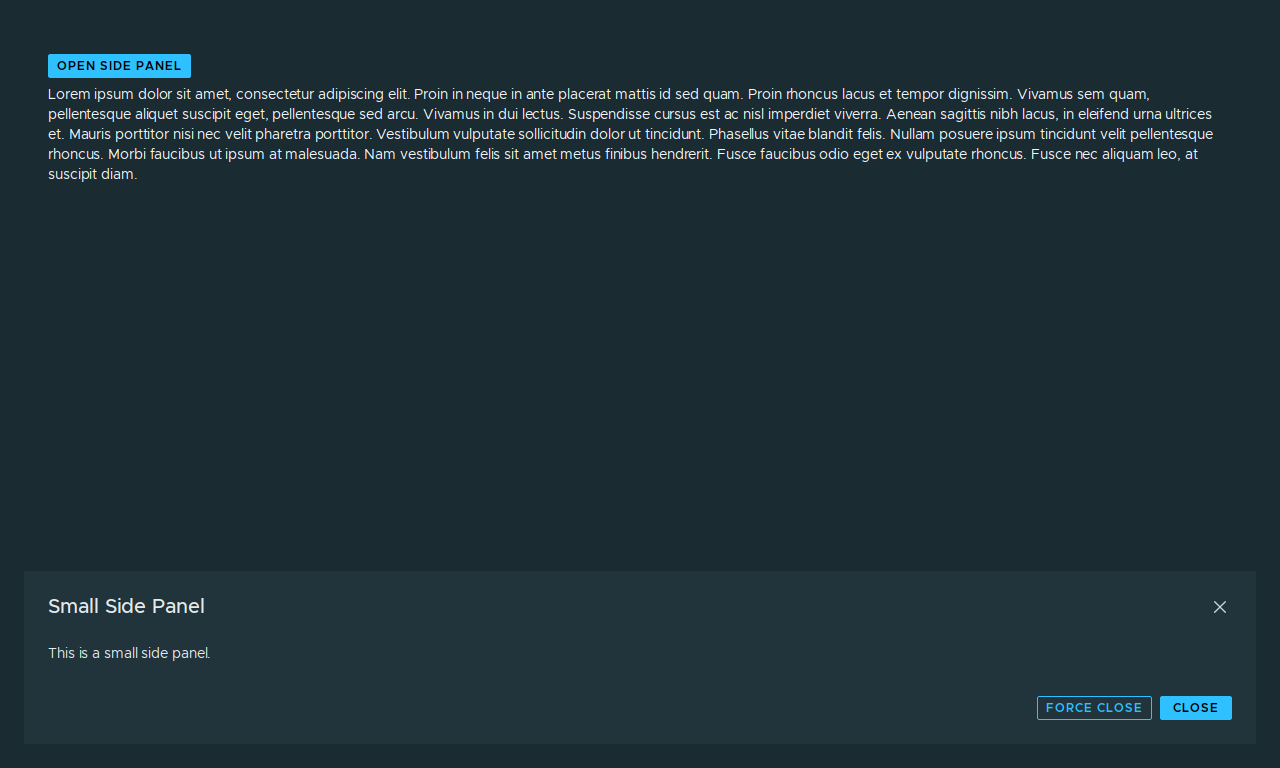 OPEN SIDE PANEL
Lorem ipsum dolor sit amet, consectetur adipiscing elit. Proin in neque in ante placerat mattis id sed quam. Proin rhoncus lacus et tempor dignissim. Vivamus sem quam,
pellentesque aliquet suscipit eget, pellentesque sed arcu. Vivamus in dui lectus. Suspendisse cursus est ac nisl imperdiet viverra. Aenean sagittis nibh lacus, in eleifend urna ultrices
et. Mauris porttitor nisi nec velit pharetra porttitor. Vestibulum vulputate sollicitudin dolor ut tincidunt. Phasellus vitae blandit felis. Nullam posuere ipsum tincidunt velit pellentesque
rhoncus. Morbi faucibus ut ipsum at malesuada. Nam vestibulum felis sit amet metus finibus hendrerit. Fusce faucibus odio eget ex vulputate rhoncus. Fusce nec aliquam leo, at
suscipit diam.
Small Side Panel
This is a small side panel.
FORCE CLOSE
CLOSE